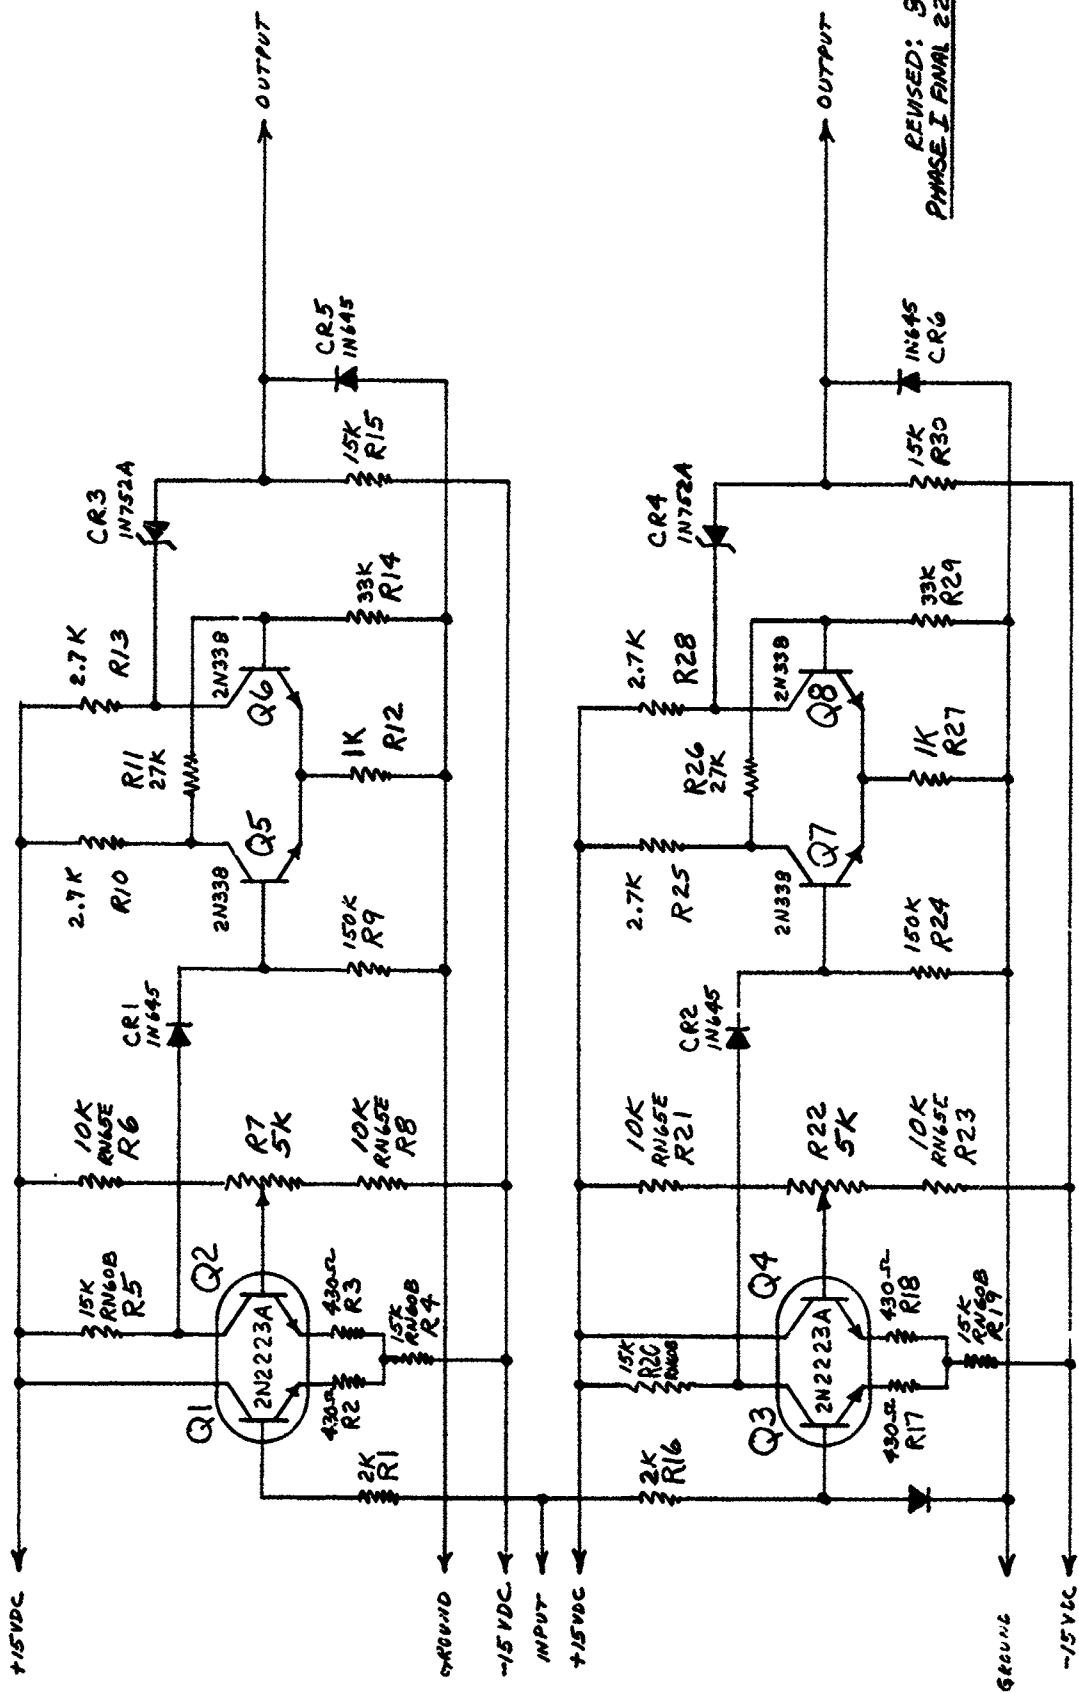 +15VDC
GROUND
-15VDC
INPUT
+15VDC
GROUND
-15VDC
Q1
2N2223A
Q2
430Ω
R2
430Ω
R3
15K
RN60B
R4
2K
R1
15K
RN60B
R5
10K
RN65E
R6
R7
5K
10K
RN65E
R8
CR1
1N645
150K
R9
2.7K
R10
2N338
Q5
R11
27K
1K
R12
2.7K
R13
2N338
Q6
33K
R14
CR3
1N752A
15K
R15
CR5
1N645
OUTPUT
2K
R16
Q3
2N2223A
Q4
430Ω
R17
430Ω
R18
15K
RN60B
R19
15K
R20
RN60B
10K
RN65E
R21
R22
5K
10K
RN65E
R23
CR2
1N645
150K
R24
2.7K
R25
2N338
Q7
R26
27K
1K
R27
2.7K
R28
2N338
Q8
33K
R29
CR4
1N752A
15K
R30
1N645
CR6
OUTPUT
REVISED:
PHASE I FINAL 22